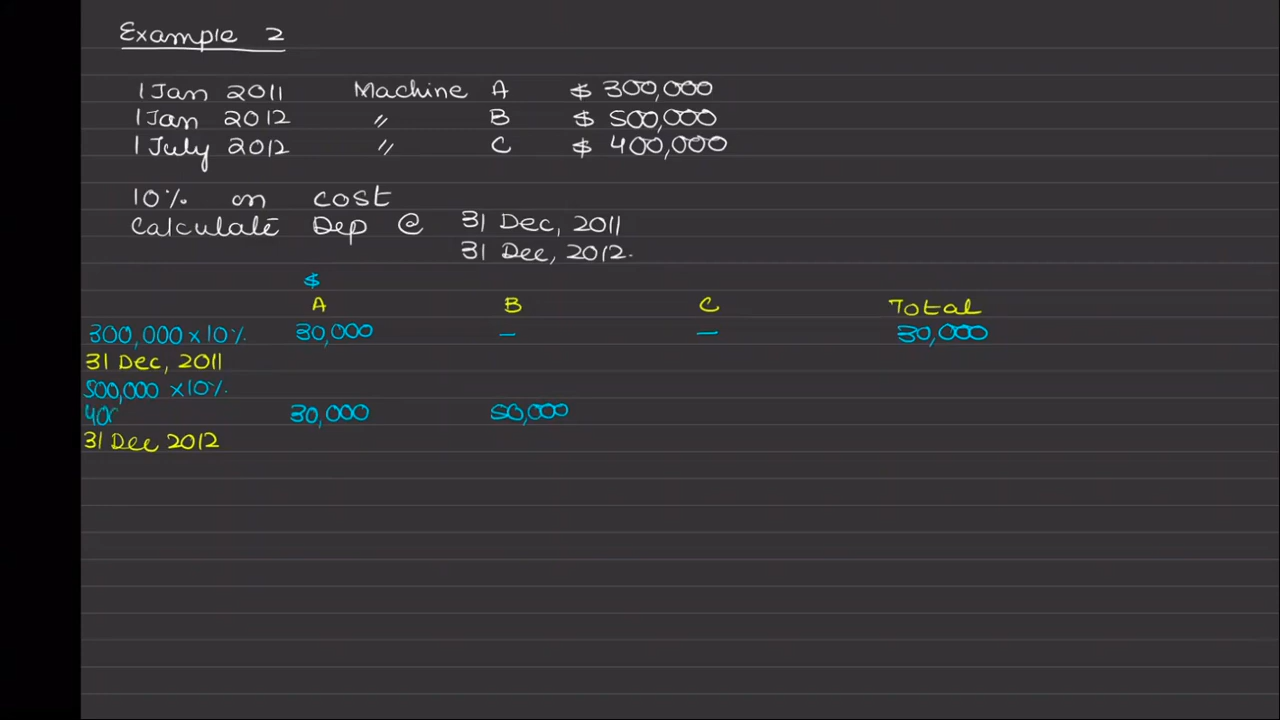 Example 2
1 Jan 2011 Machine A $ 300,000
1 Jan 2012 〃 B $ 500,000
1 July 2012 〃 C $ 400,000
10% on cost
Calculate Dep @ 31 Dec, 2011
31 Dec, 2012.
$
A B C Total
300,000 x 10% 30,000 – – 30,000
31 Dec, 2011
500,000 x 10%
400 30,000 50,000
31 Dec 2012